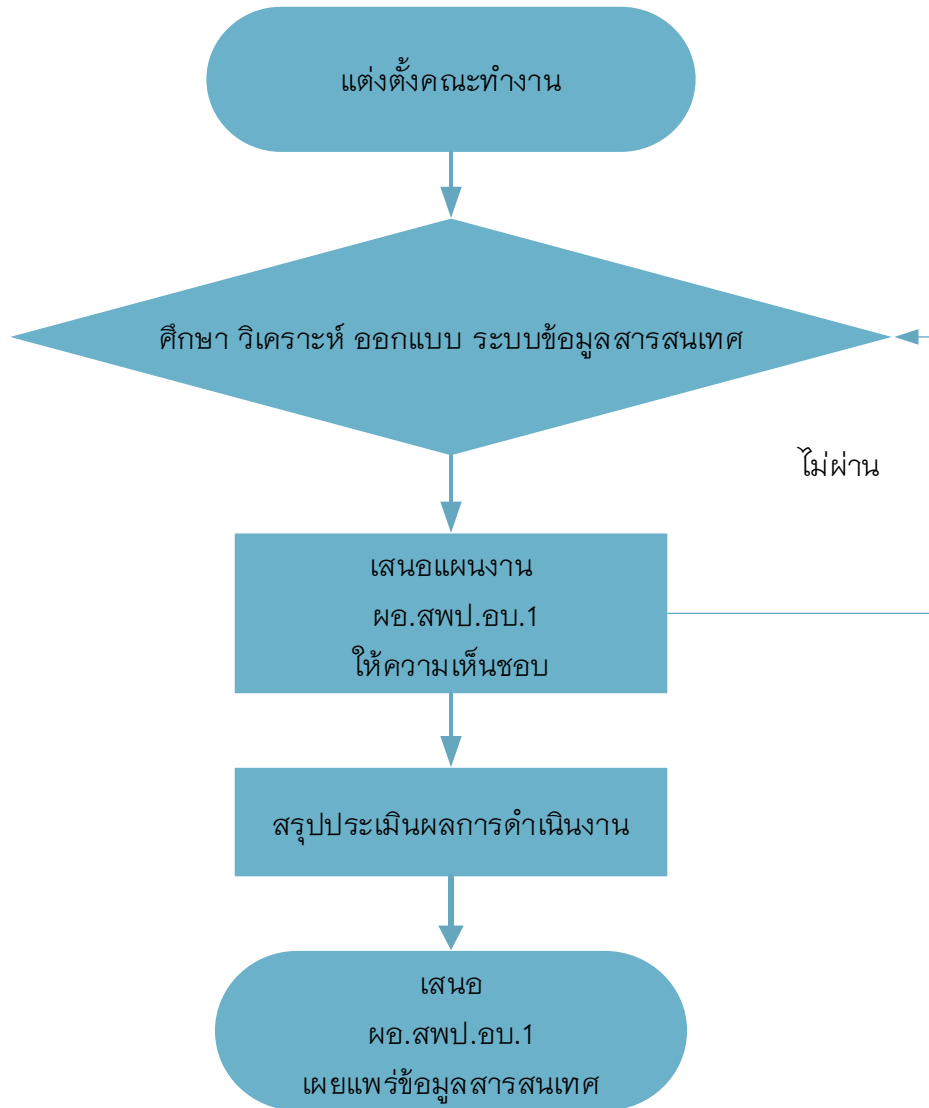 แต่งตั้งคณะทำงาน
ศึกษา วิเคราะห์ ออกแบบ ระบบข้อมูลสารสนเทศ
ไม่ผ่าน
เสนอแผนงาน
ผอ.สพป.อบ.1
ให้ความเห็นชอบ
สรุปประเมินผลการดำเนินงาน
เสนอ
ผอ.สพป.อบ.1
เผยแพร่ข้อมูลสารสนเทศ